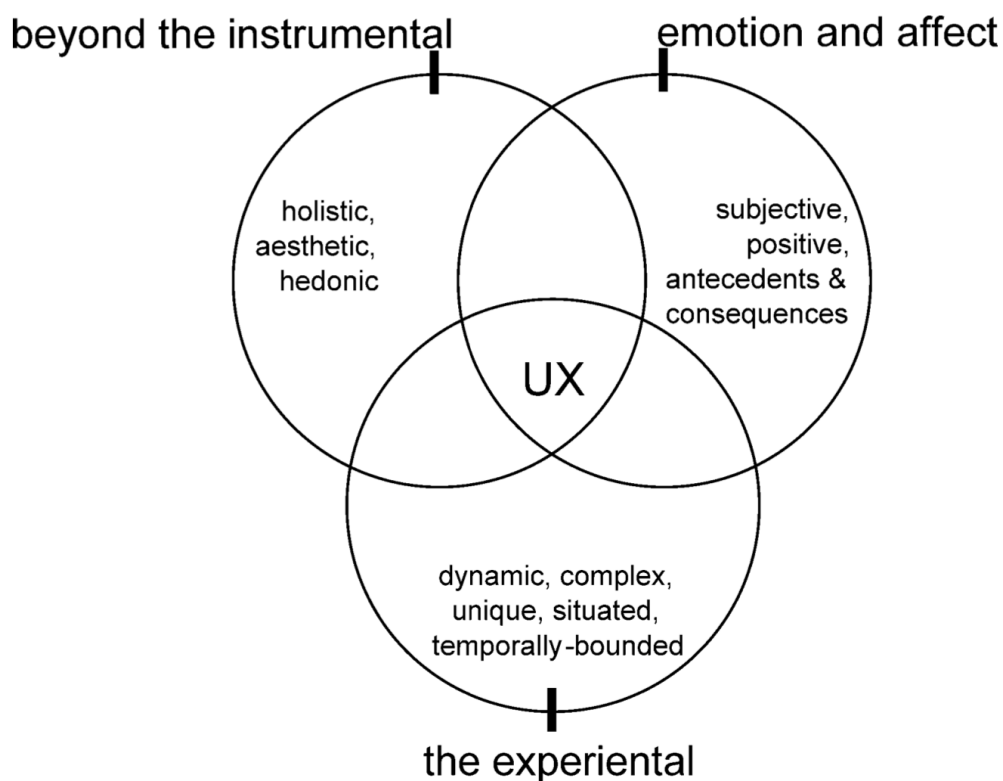 beyond the instrumental
emotion and affect
holistic,
aesthetic,
hedonic
subjective,
positive,
antecedents &
consequences
UX
dynamic, complex,
unique, situated,
temporally-bounded
the experiental